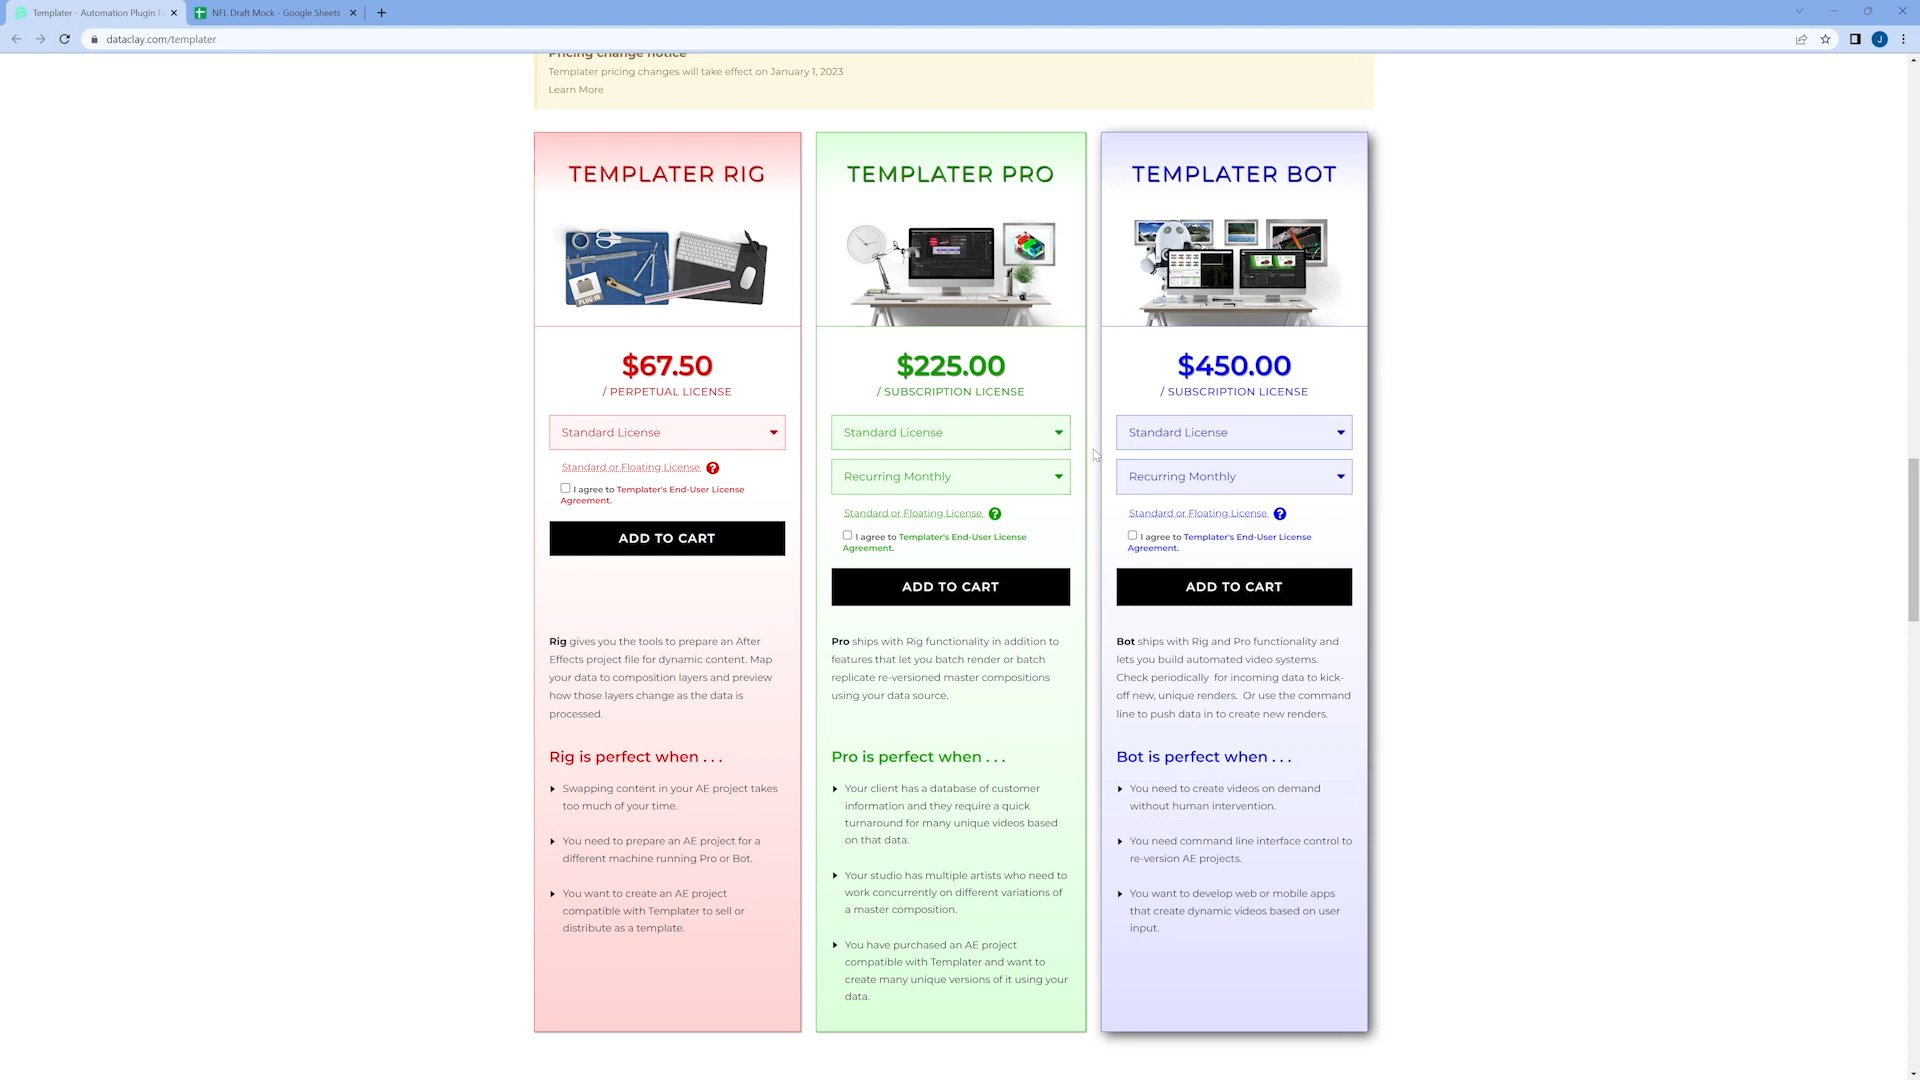 Templater - Automation Plugin F
NFL Draft Mock - Google Sheets
dataclay.com/templater
J
Pricing change notice
Templater pricing changes will take effect on January 1, 2023
Learn More
TEMPLATER RIG
PLUG-IN
$67.50
/ PERPETUAL LICENSE
Standard License
Standard or Floating License ?
I agree to Templater's End-User License
Agreement.
ADD TO CART
Rig gives you the tools to prepare an After
Effects project file for dynamic content. Map
your data to composition layers and preview
how those layers change as the data is
processed.
Rig is perfect when . . .
Swapping content in your AE project takes
too much of your time.
You need to prepare an AE project for a
different machine running Pro or Bot.
You want to create an AE project
compatible with Templater to sell or
distribute as a template.
TEMPLATER PRO
$225.00
/ SUBSCRIPTION LICENSE
Standard License
Recurring Monthly
Standard or Floating License ?
I agree to Templater's End-User License
Agreement.
ADD TO CART
Pro ships with Rig functionality in addition to
features that let you batch render or batch
replicate re-versioned master compositions
using your data source.
Pro is perfect when . . .
Your client has a database of customer
information and they require a quick
turnaround for many unique videos based
on that data.
Your studio has multiple artists who need to
work concurrently on different variations of
a master composition.
You have purchased an AE project
compatible with Templater and want to
create many unique versions of it using your
data.
TEMPLATER BOT
$450.00
/ SUBSCRIPTION LICENSE
Standard License
Recurring Monthly
Standard or Floating License ?
I agree to Templater's End-User License
Agreement.
ADD TO CART
Bot ships with Rig and Pro functionality and
lets you build automated video systems.
Check periodically for incoming data to kick-
off new, unique renders. Or use the command
line to push data in to create new renders.
Bot is perfect when . . .
You need to create videos on demand
without human intervention.
You need command line interface control to
re-version AE projects.
You want to develop web or mobile apps
that create dynamic videos based on user
input.